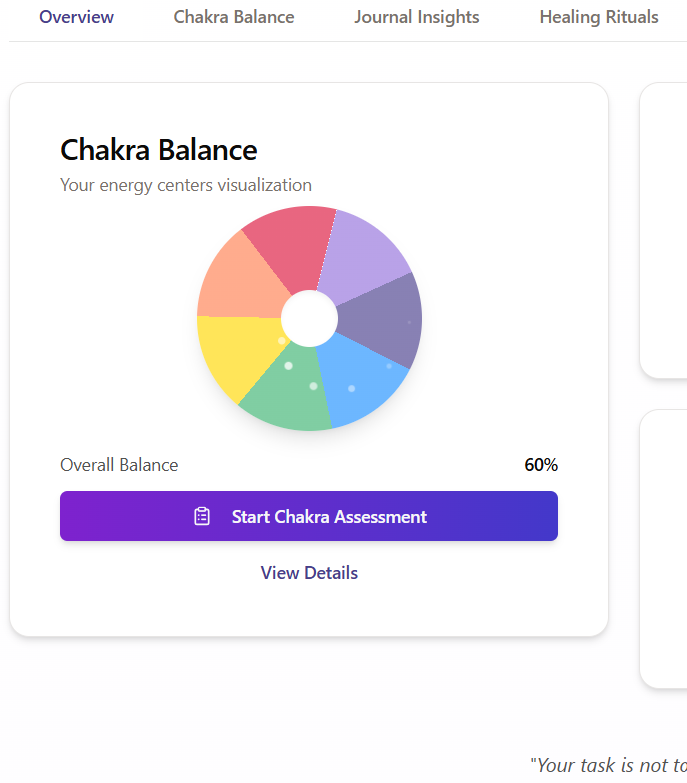 Overview Chakra Balance Journal Insights Healing Rituals
Chakra Balance
Your energy centers visualization
Overall Balance 60%
Start Chakra Assessment
View Details
"Your task is not to